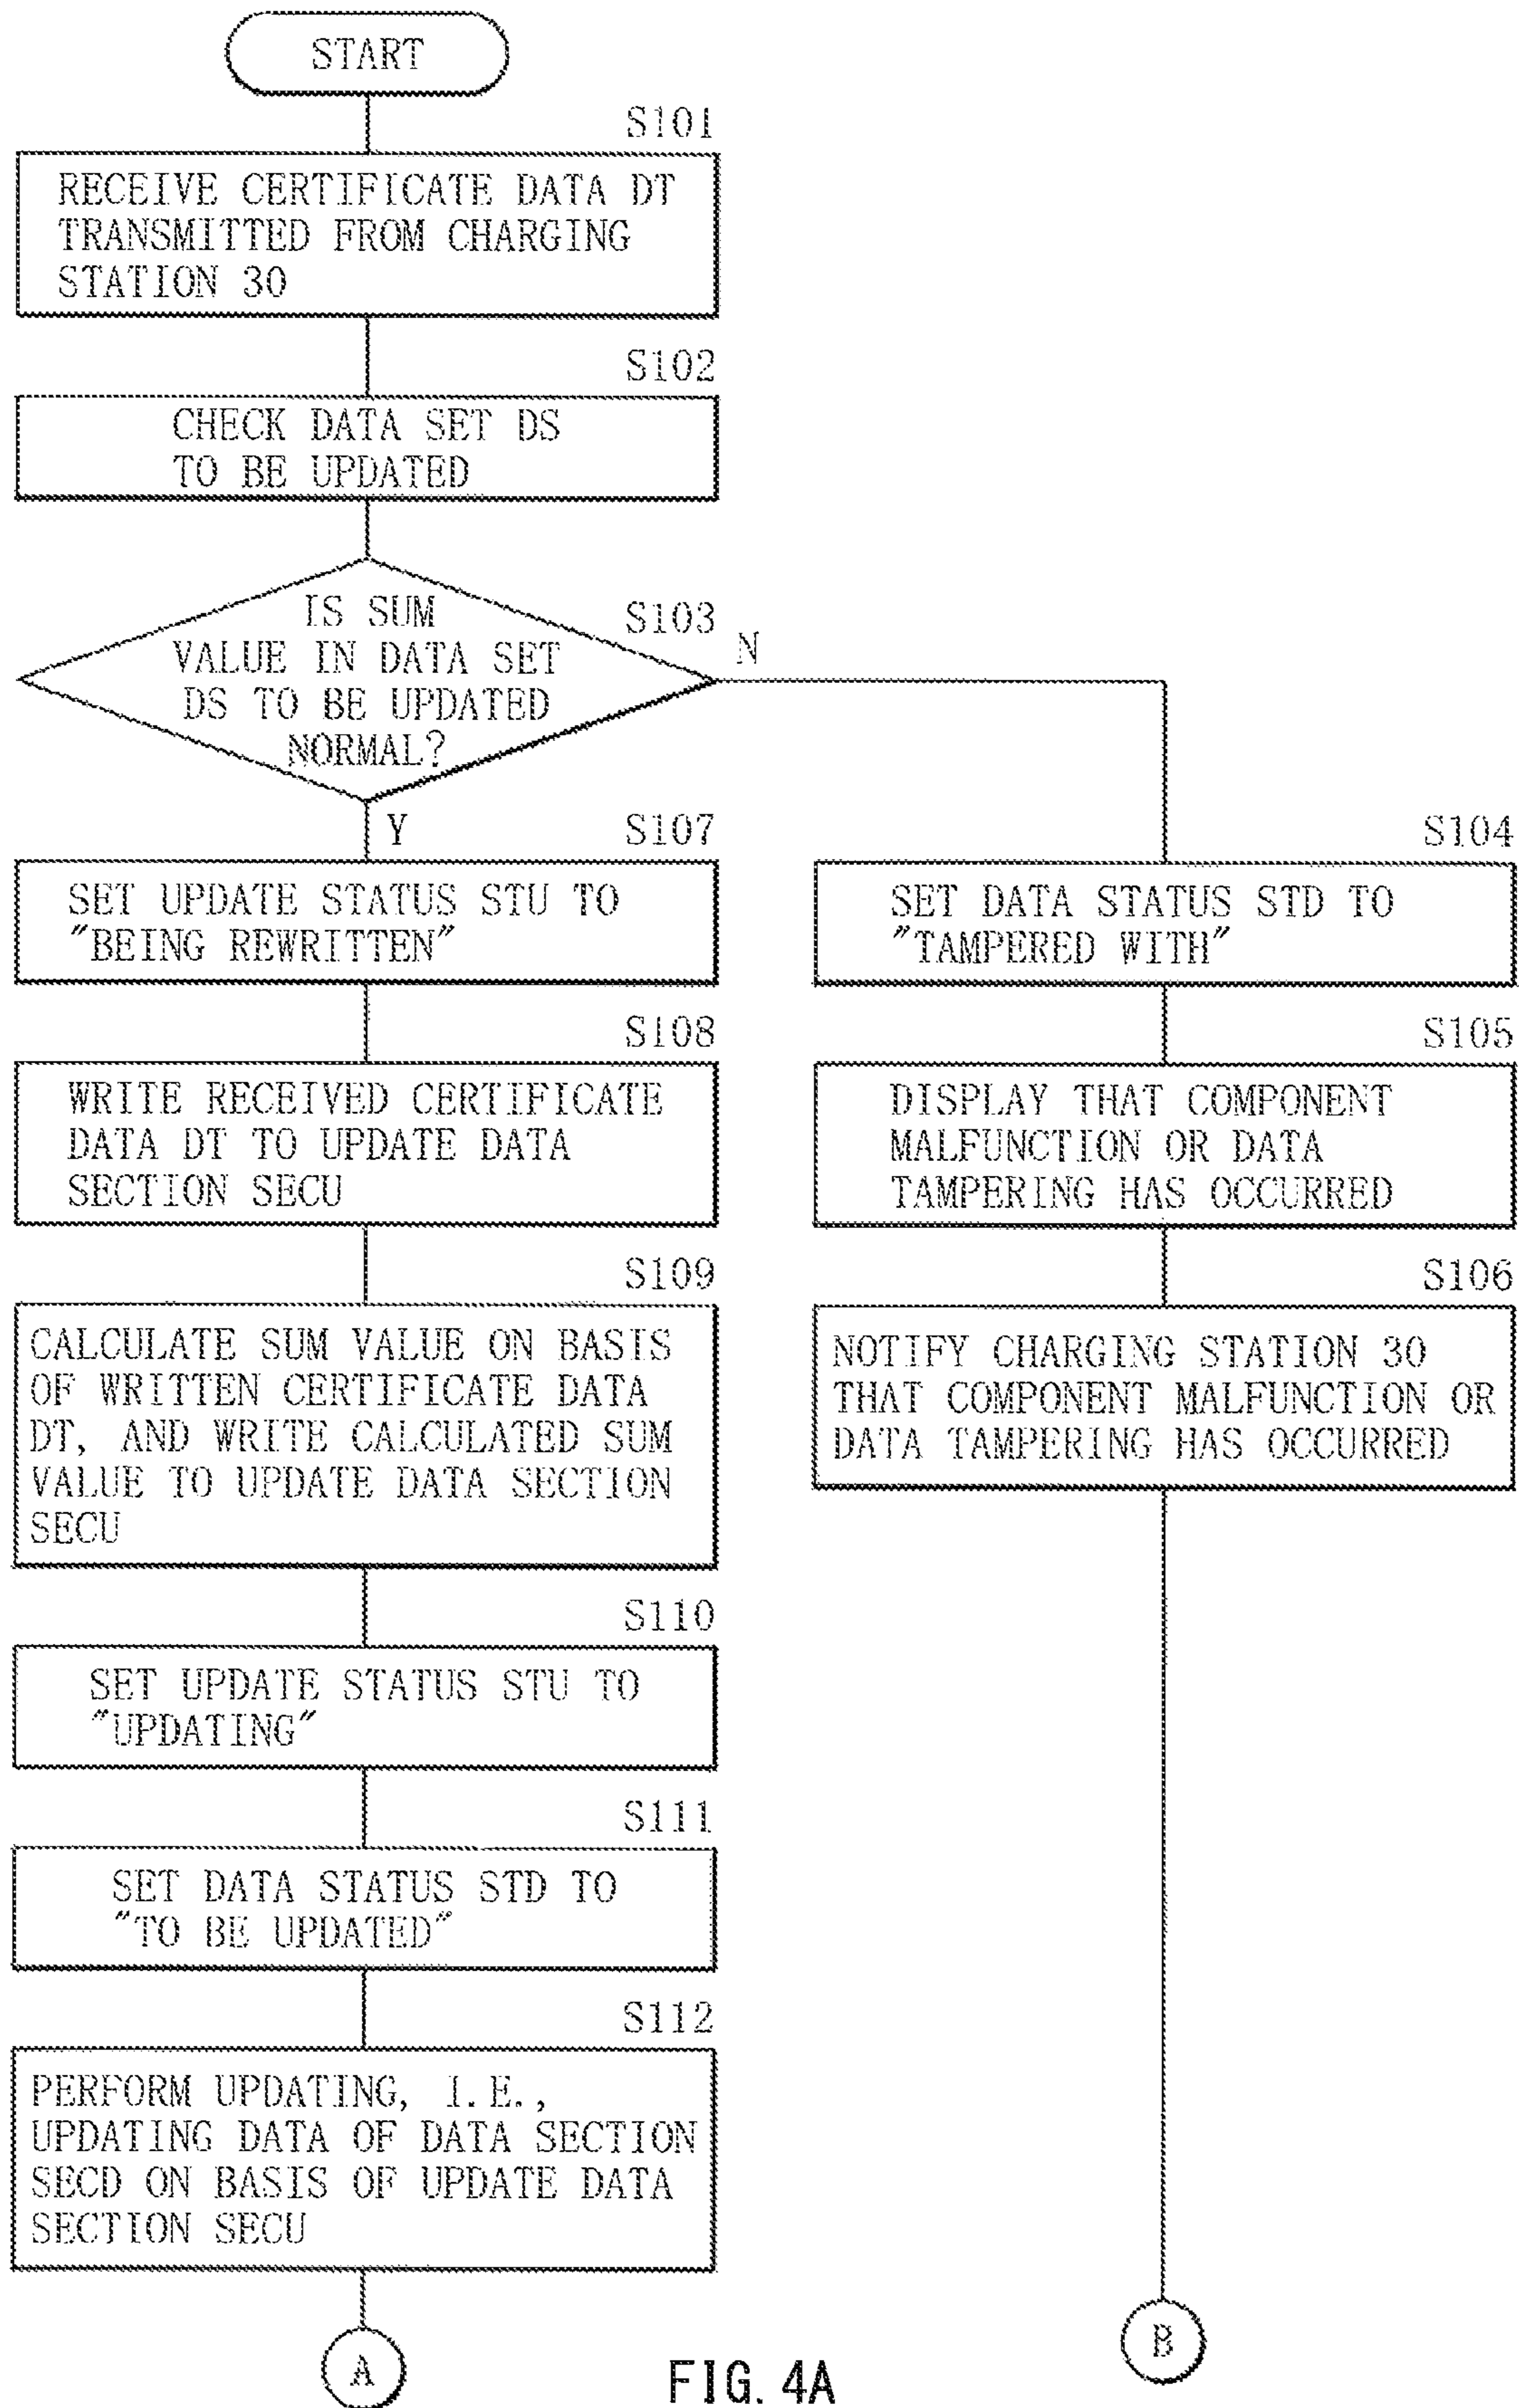 START
S101
RECEIVE CERTIFICATE DATA DT
TRANSMITTED FROM CHARGING
STATION 30
S102
CHECK DATA SET DS
TO BE UPDATED
S103
IS SUM
VALUE IN DATA SET
DS TO BE UPDATED
NORMAL?
N
Y
S107
SET UPDATE STATUS STU TO
"BEING REWRITTEN"
S104
SET DATA STATUS STD TO
"TAMPERED WITH"
S108
WRITE RECEIVED CERTIFICATE
DATA DT TO UPDATE DATA
SECTION SECU
S105
DISPLAY THAT COMPONENT
MALFUNCTION OR DATA
TAMPERING HAS OCCURRED
S109
CALCULATE SUM VALUE ON BASIS
OF WRITTEN CERTIFICATE DATA
DT, AND WRITE CALCULATED SUM
VALUE TO UPDATE DATA SECTION
SECU
S106
NOTIFY CHARGING STATION 30
THAT COMPONENT MALFUNCTION OR
DATA TAMPERING HAS OCCURRED
S110
SET UPDATE STATUS STU TO
"UPDATING"
S111
SET DATA STATUS STD TO
"TO BE UPDATED"
S112
PERFORM UPDATING, I.E.,
UPDATING DATA OF DATA SECTION
SECD ON BASIS OF UPDATE DATA
SECTION SECU
A
B
FIG. 4A